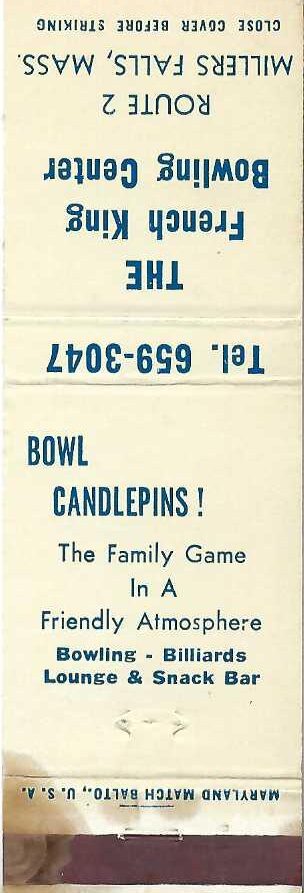 CLOSE COVER BEFORE STRIKING
MILLERS FALLS, MASS.
ROUTE 2
Bowling Center
French King
THE
Tel. 659-3047
BOWL
CANDLEPINS !
The Family Game
In A
Friendly Atmosphere
Bowling - Billiards
Lounge & Snack Bar
MARYLAND MATCH BALTO., U. S. A.